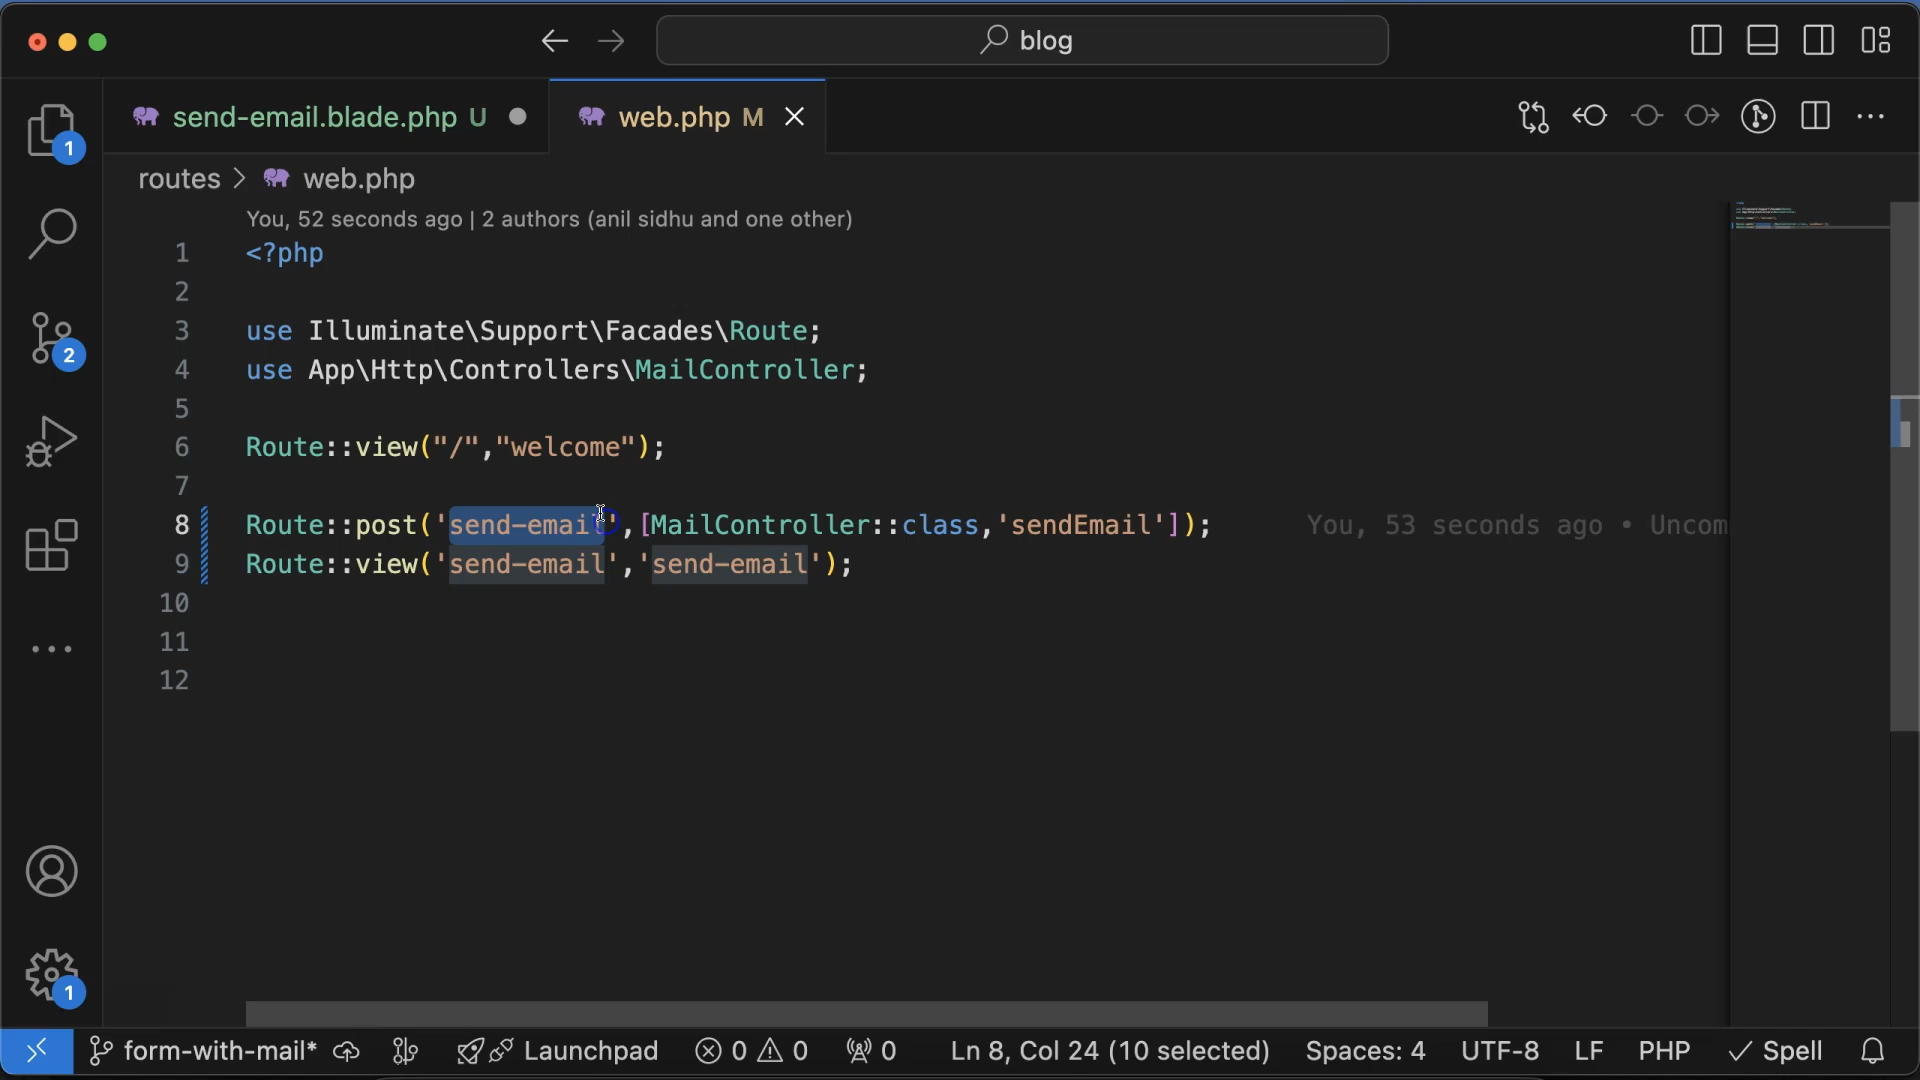 blog
send-email.blade.php U
web.php M
1
routes > web.php
You, 52 seconds ago | 2 authors (anil sidhu and one other)
1 <?php
2
3 use Illuminate\Support\Facades\Route;
4 use App\Http\Controllers\MailController;
5
6 Route::view("/","welcome");
7
8 Route::post('send-email',[MailController::class,'sendEmail']); You, 53 seconds ago • Uncom
9 Route::view('send-email','send-email');
10
11
12
2
1
form-with-mail* Launchpad 0 0 0 Ln 8, Col 24 (10 selected) Spaces: 4 UTF-8 LF PHP Spell